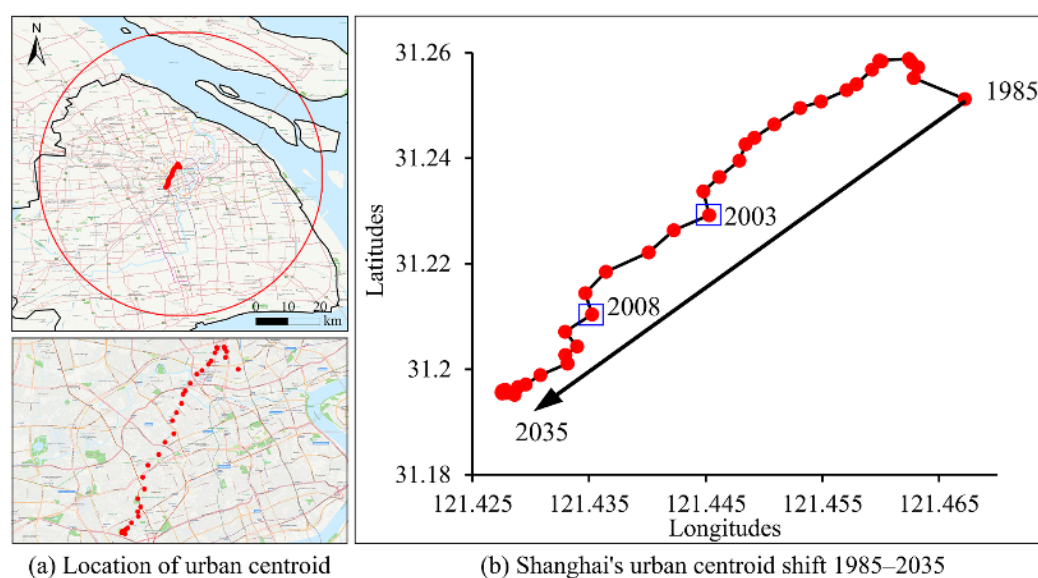 N
0 10 20
km
(a) Location of urban centroid
Latitudes
31.26
31.24
31.22
31.2
31.18
1985
2003
2008
2035
121.425 121.435 121.445 121.455 121.465
Longitudes
(b) Shanghai's urban centroid shift 1985–2035